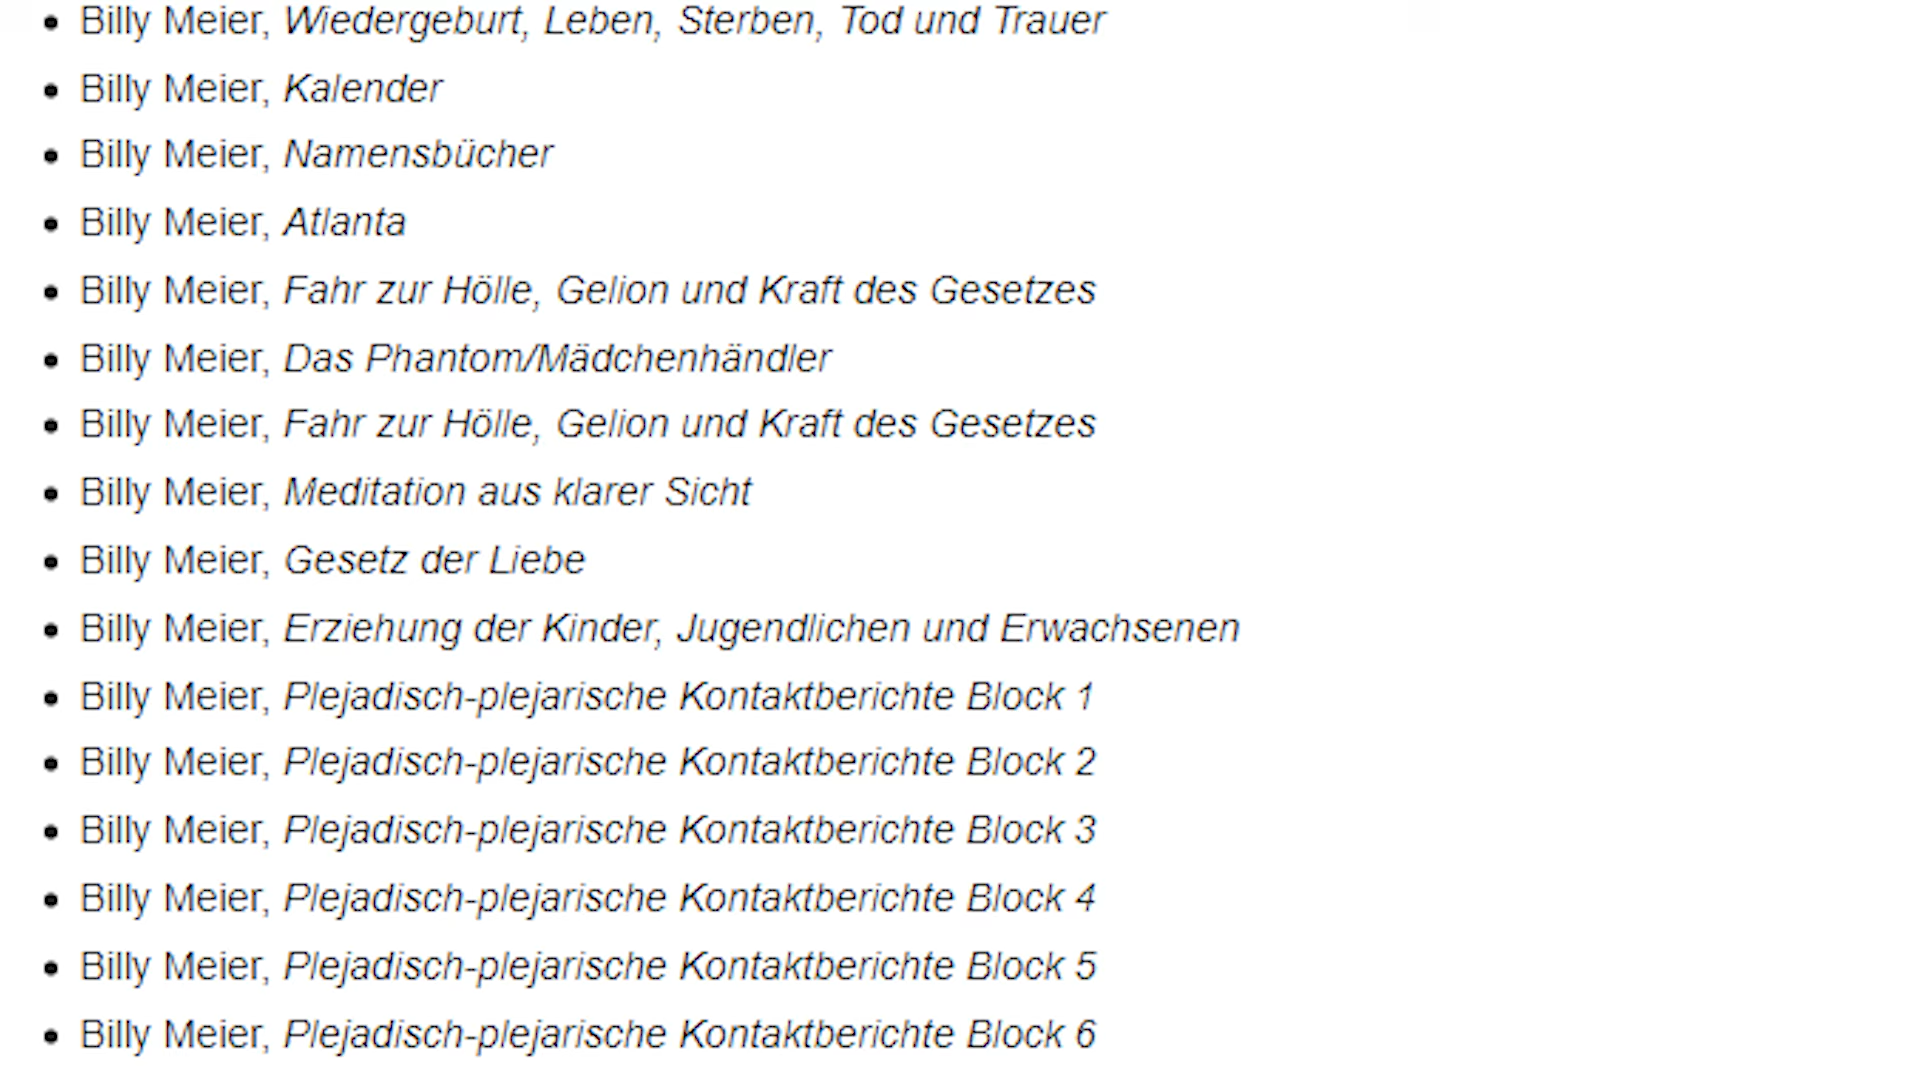 • Billy Meier, Wiedergeburt, Leben, Sterben, Tod und Trauer
• Billy Meier, Kalender
• Billy Meier, Namensbücher
• Billy Meier, Atlanta
• Billy Meier, Fahr zur Hölle, Gelion und Kraft des Gesetzes
• Billy Meier, Das Phantom/Mädchenhändler
• Billy Meier, Fahr zur Hölle, Gelion und Kraft des Gesetzes
• Billy Meier, Meditation aus klarer Sicht
• Billy Meier, Gesetz der Liebe
• Billy Meier, Erziehung der Kinder, Jugendlichen und Erwachsenen
• Billy Meier, Plejadisch-plejarische Kontaktberichte Block 1
• Billy Meier, Plejadisch-plejarische Kontaktberichte Block 2
• Billy Meier, Plejadisch-plejarische Kontaktberichte Block 3
• Billy Meier, Plejadisch-plejarische Kontaktberichte Block 4
• Billy Meier, Plejadisch-plejarische Kontaktberichte Block 5
• Billy Meier, Plejadisch-plejarische Kontaktberichte Block 6